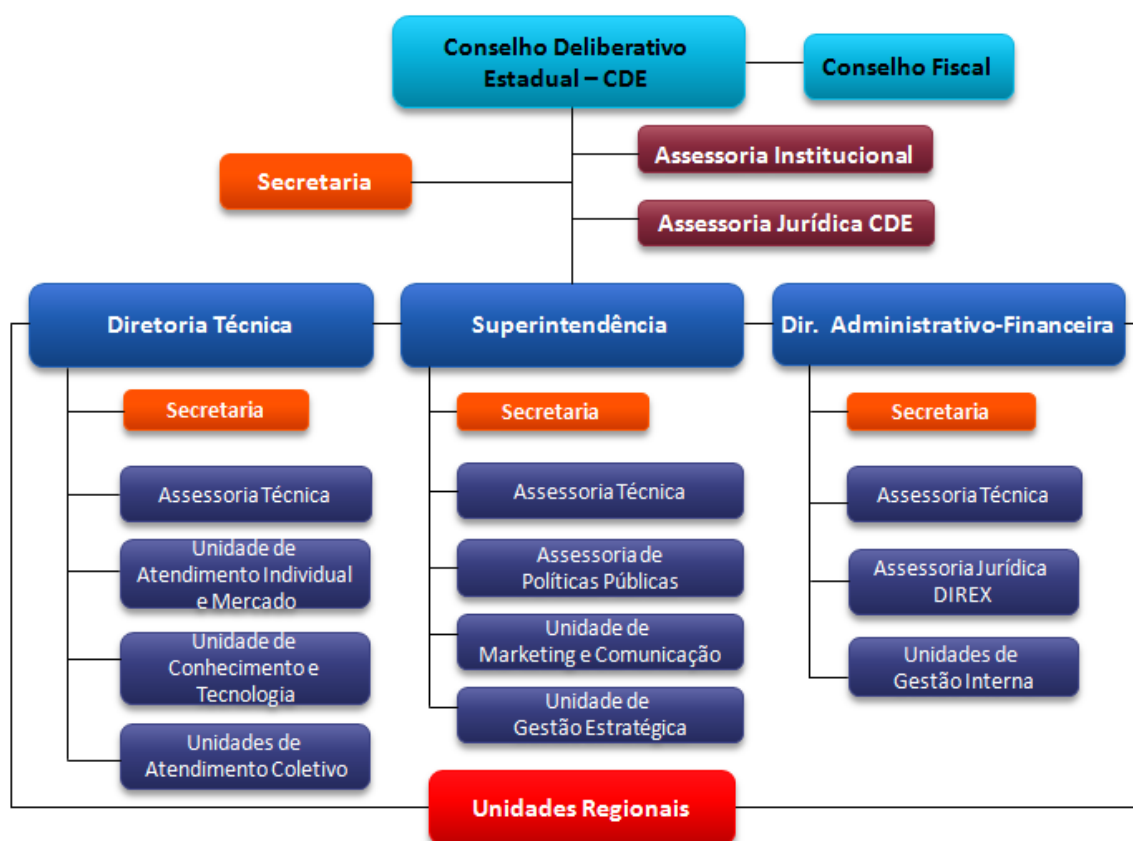 Conselho Deliberativo
Estadual – CDE
Conselho Fiscal
Assessoria Institucional
Secretaria
Assessoria Jurídica CDE
Diretoria Técnica
Superintendência
Dir. Administrativo-Financeira
Secretaria
Secretaria
Secretaria
Assessoria Técnica
Assessoria Técnica
Assessoria Técnica
Unidade de
Atendimento Individual
e Mercado
Assessoria de
Políticas Públicas
Assessoria Jurídica
DIREX
Unidade de
Conhecimento e
Tecnologia
Unidade de
Marketing e Comunicação
Unidades de
Gestão Interna
Unidades de
Atendimento Coletivo
Unidade de
Gestão Estratégica
Unidades Regionais